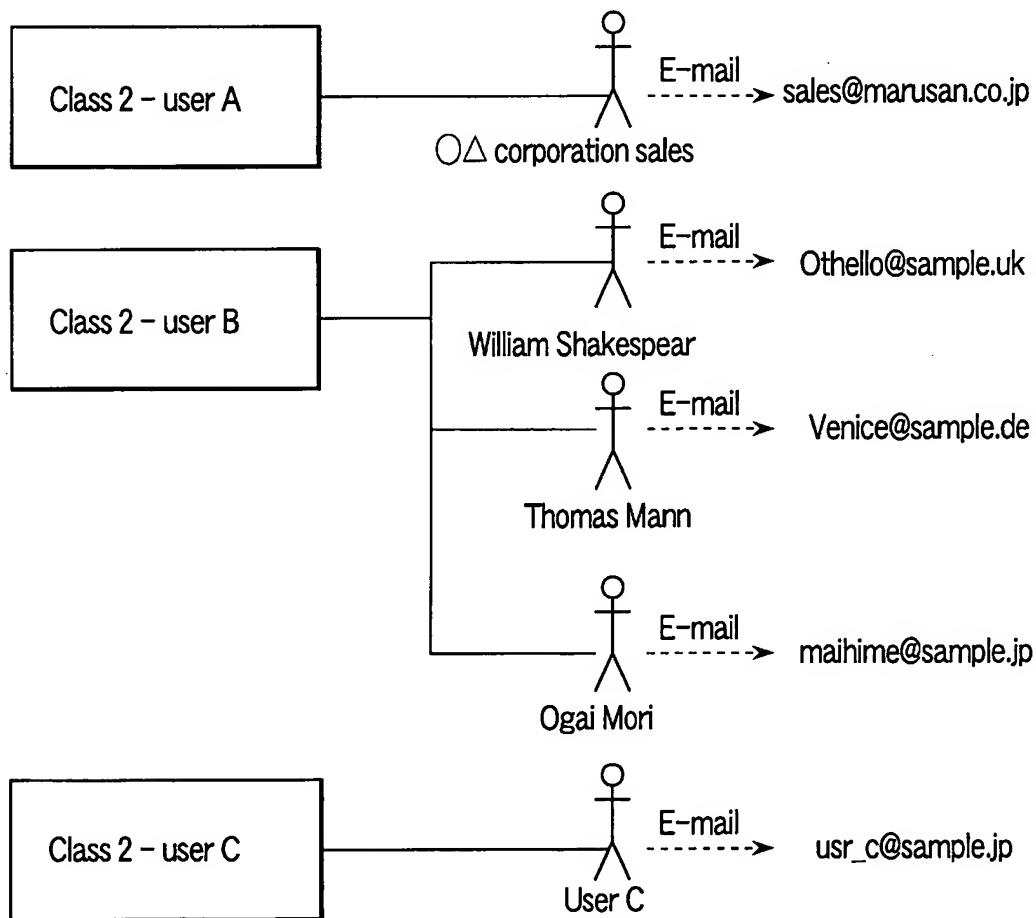 Class 2 – user A
E-mail
sales@marusan.co.jp
○△ corporation sales
Class 2 – user B
E-mail
Othello@sample.uk
William Shakespear
E-mail
Venice@sample.de
Thomas Mann
E-mail
maihime@sample.jp
Ogai Mori
Class 2 – user C
E-mail
usr_c@sample.jp
User C